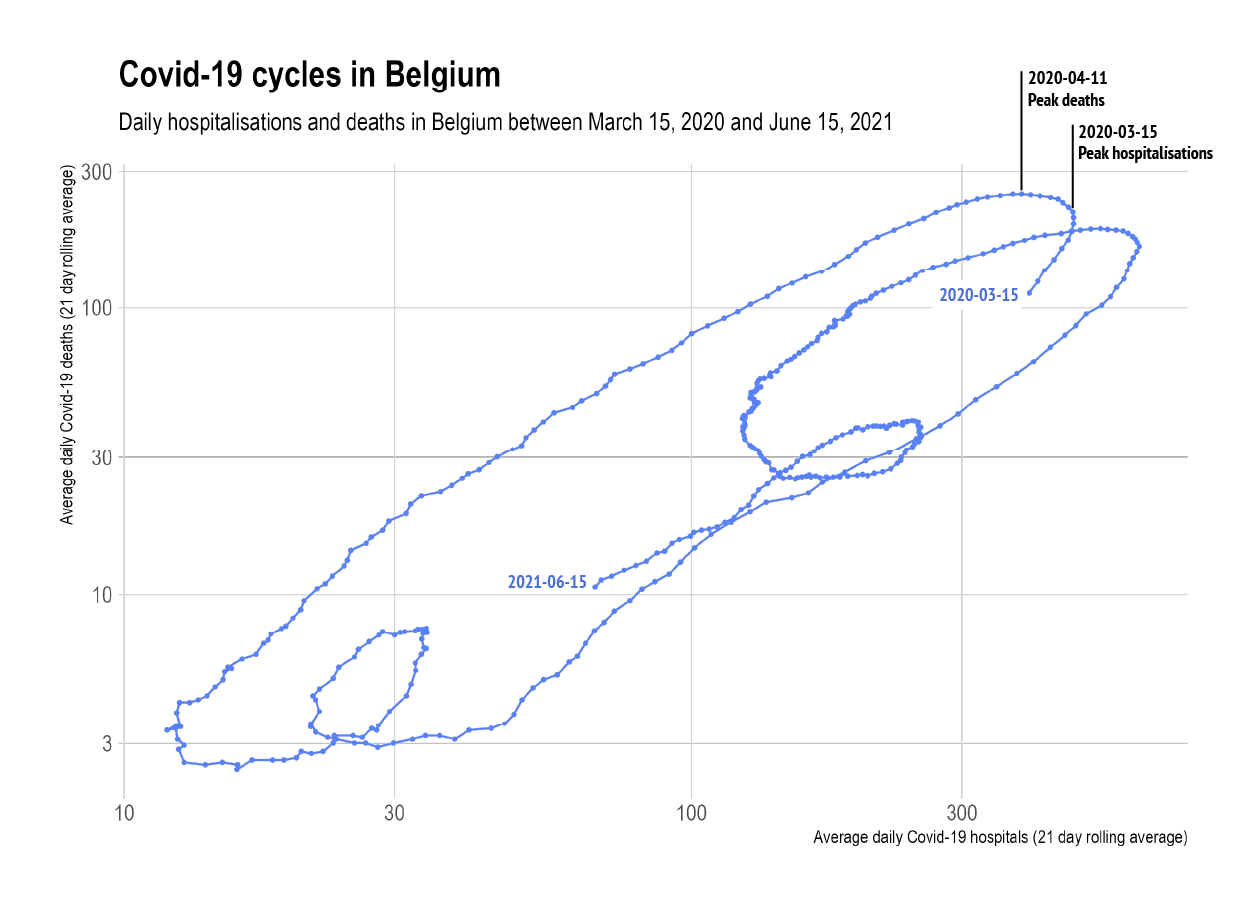 Covid-19 cycles in Belgium
Daily hospitalisations and deaths in Belgium between March 15, 2020 and June 15, 2021
2020-04-11
Peak deaths
2020-03-15
Peak hospitalisations
Average daily Covid-19 deaths (21 day rolling average)
300
100
30
10
3
2020-03-15
2021-06-15
10
30
100
300
Average daily Covid-19 hospitals (21 day rolling average)